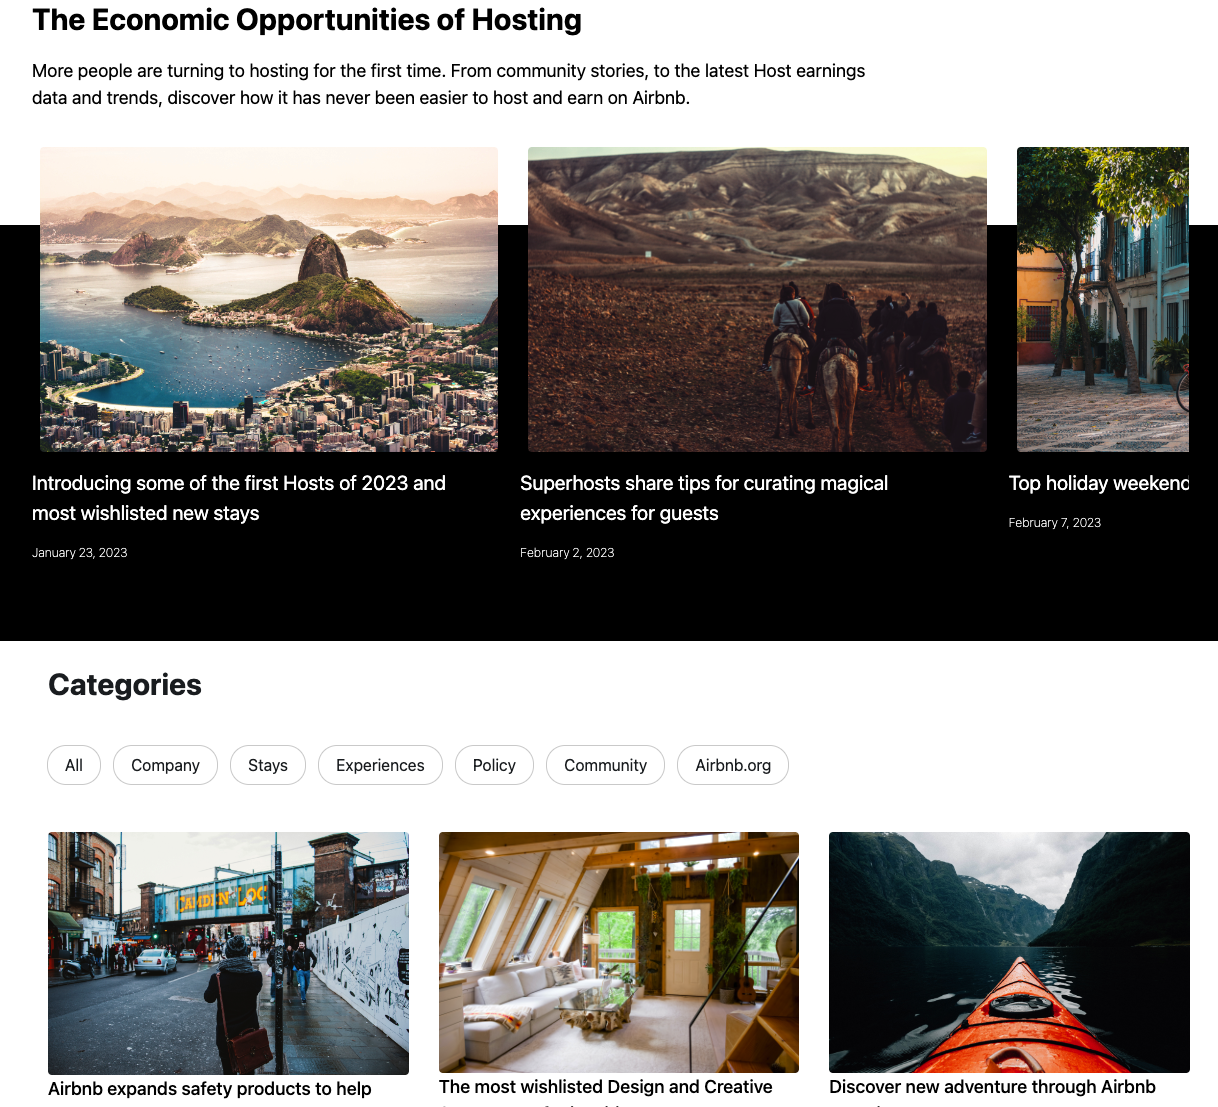 The Economic Opportunities of Hosting
More people are turning to hosting for the first time. From community stories, to the latest Host earnings
data and trends, discover how it has never been easier to host and earn on Airbnb.
Introducing some of the first Hosts of 2023 and
most wishlisted new stays
January 23, 2023
Superhosts share tips for curating magical
experiences for guests
February 2, 2023
Top holiday weekend
February 7, 2023
Categories
All
Company
Stays
Experiences
Policy
Community
Airbnb.org
CAMDEN LOC
Airbnb expands safety products to help
The most wishlisted Design and Creative
Discover new adventure through Airbnb